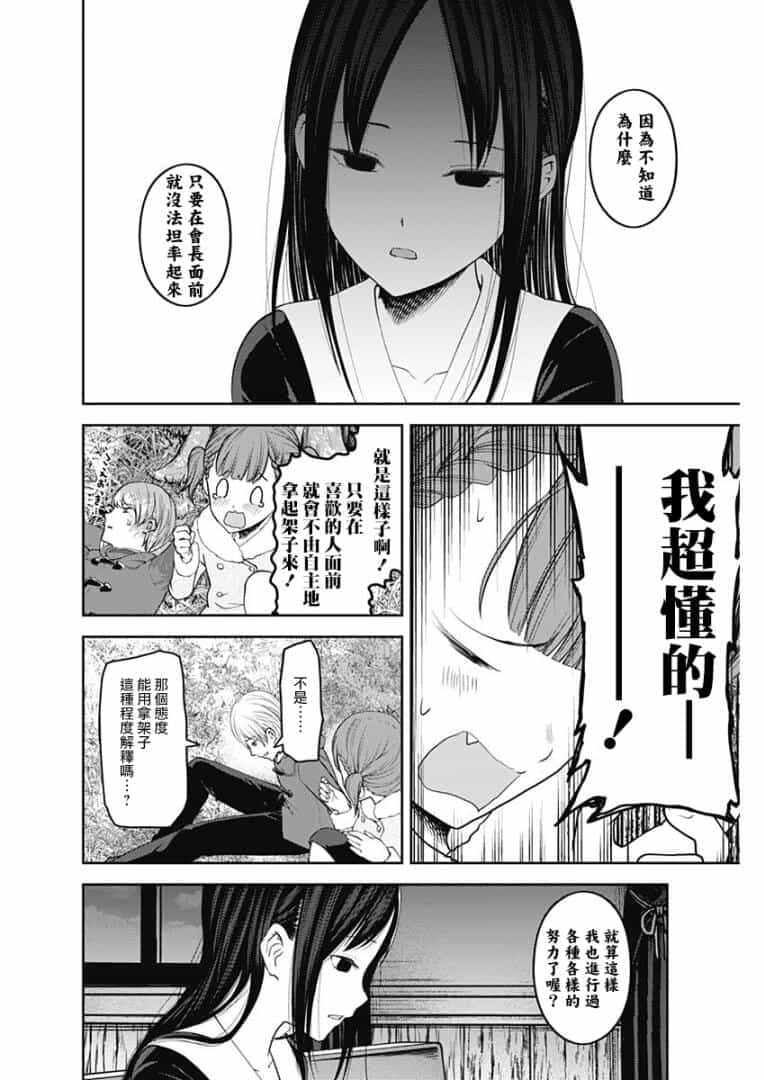 因為不知道
為什麼
只要在會長面前
就沒法坦率起來
我超懂的——！
就是這樣子啊！
只要在
喜歡的人面前
就會不由自主地
拿起架子來！
不是……
那個態度
能用拿架子
這種程度解釋嗎…？
就算這樣
我也進行過
各種各樣的
努力了喔？